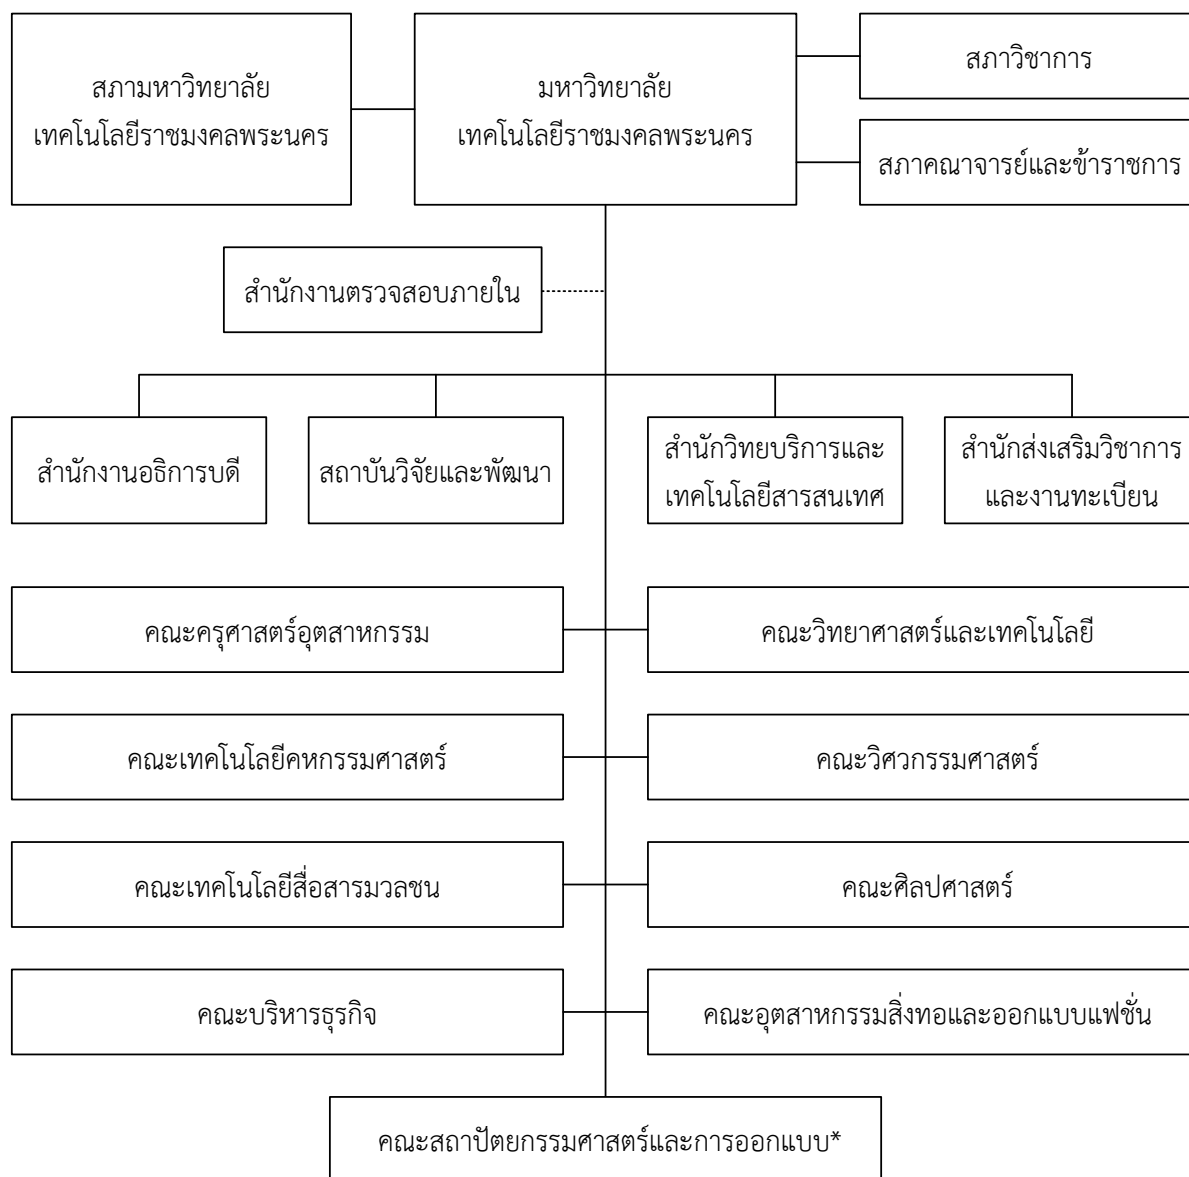 สภามหาวิทยาลัย
เทคโนโลยีราชมงคลพระนคร
มหาวิทยาลัย
เทคโนโลยีราชมงคลพระนคร
สภาวิชาการ
สภาคณาจารย์และข้าราชการ
สำนักงานตรวจสอบภายใน
สำนักงานอธิการบดี
สถาบันวิจัยและพัฒนา
สำนักวิทยบริการและ
เทคโนโลยีสารสนเทศ
สำนักส่งเสริมวิชาการ
และงานทะเบียน
คณะครุศาสตร์อุตสาหกรรม
คณะวิทยาศาสตร์และเทคโนโลยี
คณะเทคโนโลยีคหกรรมศาสตร์
คณะวิศวกรรมศาสตร์
คณะเทคโนโลยีสื่อสารมวลชน
คณะศิลปศาสตร์
คณะบริหารธุรกิจ
คณะอุตสาหกรรมสิ่งทอและออกแบบแฟชั่น
คณะสถาปัตยกรรมศาสตร์และการออกแบบ*